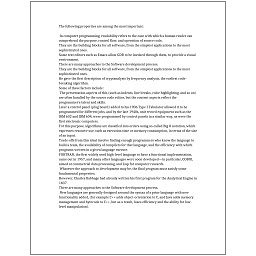 The following properties are among the most important:
In computer programming, readability refers to the ease with which a human reader can
comprehend the purpose, control flow, and operation of source code.
They are the building blocks for all software, from the simplest applications to the most
sophisticated ones.
Some text editors such as Emacs allow GDB to be invoked through them, to provide a visual
environment.
There are many approaches to the Software development process.
They are the building blocks for all software, from the simplest applications to the most
sophisticated ones.
He gave the first description of cryptanalysis by frequency analysis, the earliest code-
breaking algorithm.
Some of these factors include:
The presentation aspects of this (such as indents, line breaks, color highlighting, and so on)
are often handled by the source code editor, but the content aspects reflect the
programmer's talent and skills.
Later a control panel (plug board) added to his 1906 Type I Tabulator allowed it to be
programmed for different jobs, and by the late 1940s, unit record equipment such as the
IBM 602 and IBM 604, were programmed by control panels in a similar way, as were the
first electronic computers.
For this purpose, algorithms are classified into orders using so-called Big O notation, which
expresses resource use, such as execution time or memory consumption, in terms of the size
of an input.
Trade-offs from this ideal involve finding enough programmers who know the language to
build a team, the availability of compilers for that language, and the efficiency with which
programs written in a given language execute.
FORTRAN, the first widely used high-level language to have a functional implementation,
came out in 1957, and many other languages were soon developed—in particular, COBOL
aimed at commercial data processing, and Lisp for computer research.
Whatever the approach to development may be, the final program must satisfy some
fundamental properties.
However, Charles Babbage had already written his first program for the Analytical Engine in
1837.
There are many approaches to the Software development process.
New languages are generally designed around the syntax of a prior language with new
functionality added, (for example C++ adds object-orientation to C, and Java adds memory
management and bytecode to C++, but as a result, loses efficiency and the ability for low-
level manipulation).